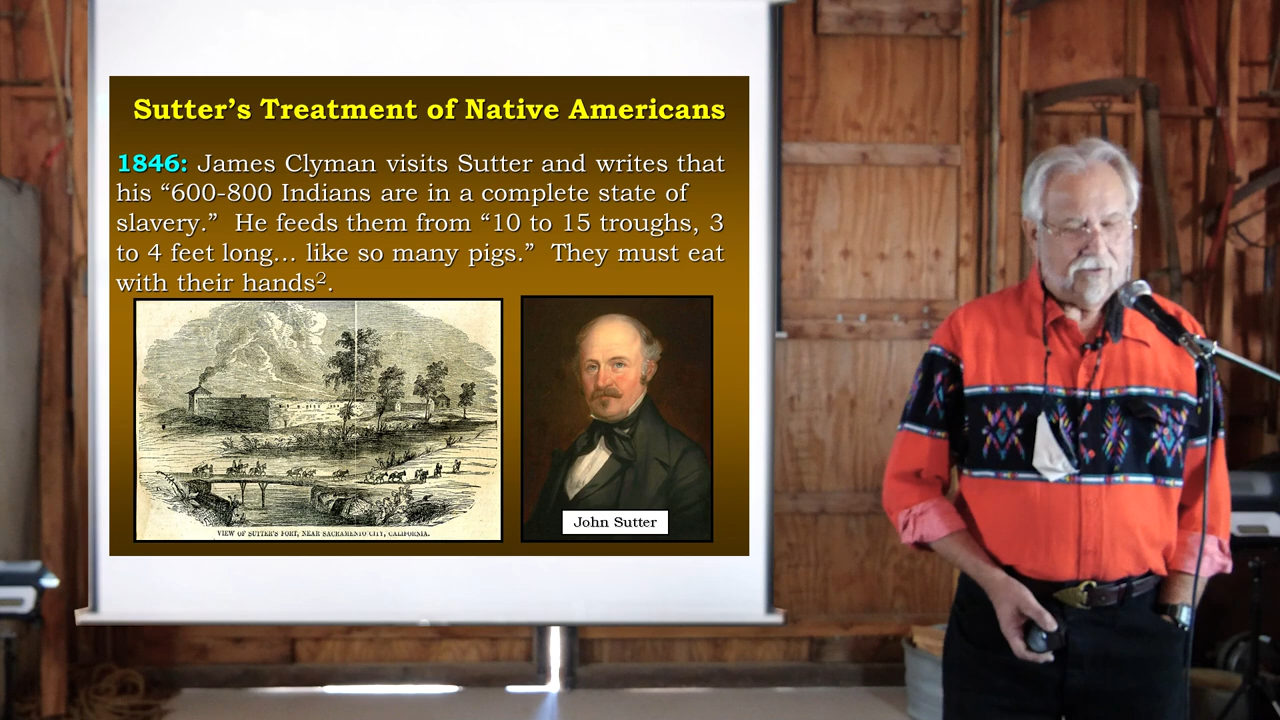 Sutter’s Treatment of Native Americans
1846: James Clyman visits Sutter and writes that
his “600-800 Indians are in a complete state of
slavery.” He feeds them from “10 to 15 troughs, 3
to 4 feet long… like so many pigs.” They must eat
with their hands².
VIEW OF SUTTER'S FORT, NEAR SACRAMENTO CITY, CALIFORNIA.
John Sutter